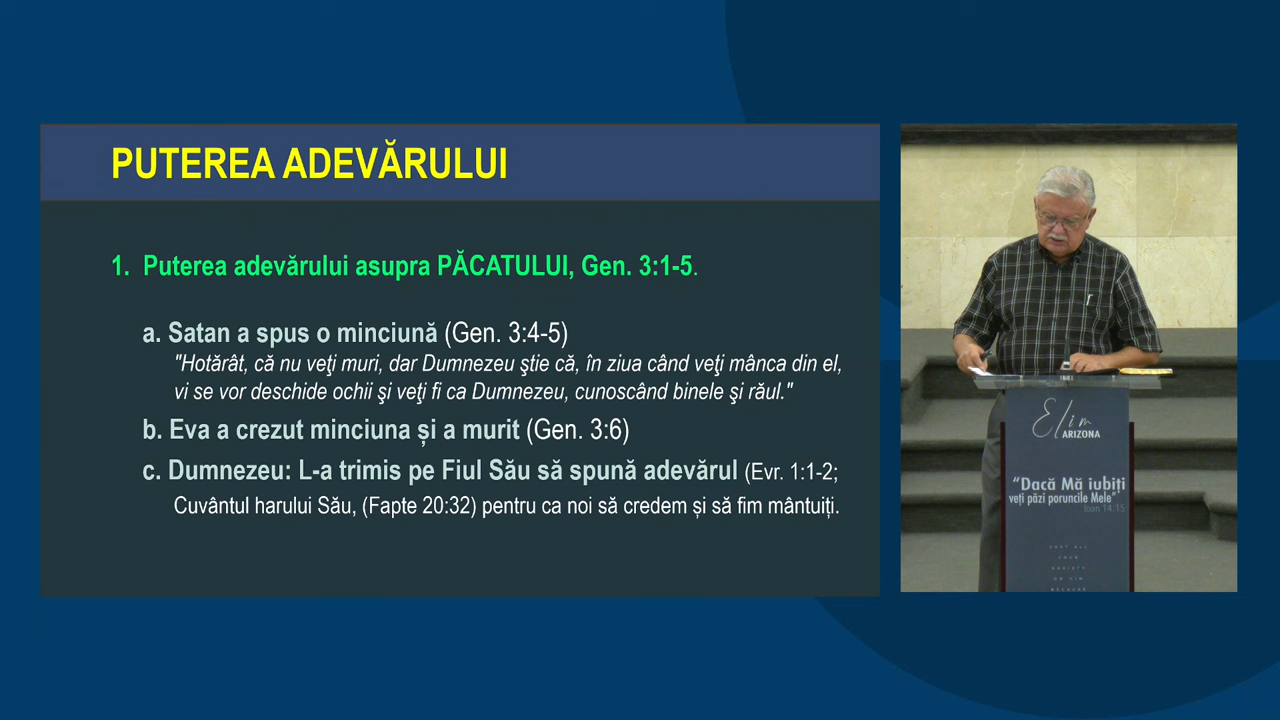 PUTEREA ADEVĂRULUI
1. Puterea adevărului asupra PĂCATULUI, Gen. 3:1-5.
a. Satan a spus o minciună (Gen. 3:4-5)
"Hotărât, că nu veţi muri, dar Dumnezeu ştie că, în ziua când veţi mânca din el,
vi se vor deschide ochii şi veţi fi ca Dumnezeu, cunoscând binele şi răul."
b. Eva a crezut minciuna și a murit (Gen. 3:6)
c. Dumnezeu: L-a trimis pe Fiul Său să spună adevărul (Evr. 1:1-2;
Cuvântul harului Său, (Fapte 20:32) pentru ca noi să credem și să fim mântuiți.
Elim
ARIZONA
“Dacă Mă iubiți
veți păzi poruncile Mele”
Ioan 14.15